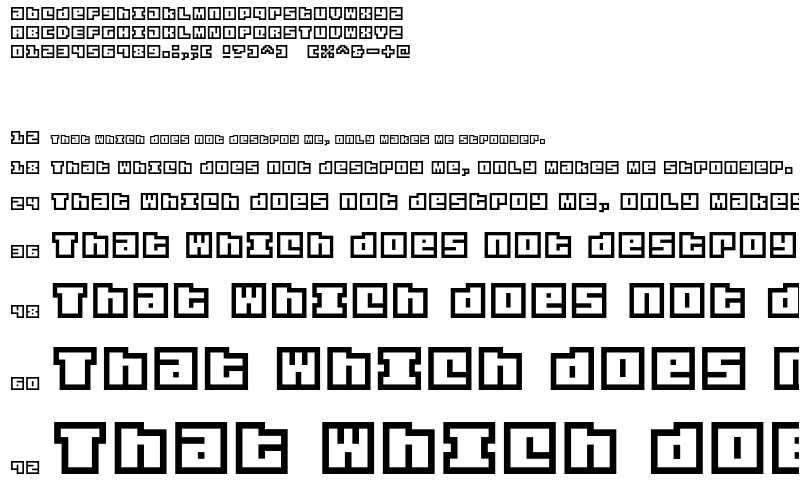 abcdefghijklmnopqrstuvwxyz
ABCDEFGHIJKLMNOPQRSTUVWXYZ
0123456789.:,;( !?)^) (%^&-+@
12 That which does not destroy me, only makes me stronger.
18 That which does not destroy me, only makes me stronger.
24 That which does not destroy me, only makes
36 That which does not destroy
48 That which does not d
60 That which does n
72 That which doe